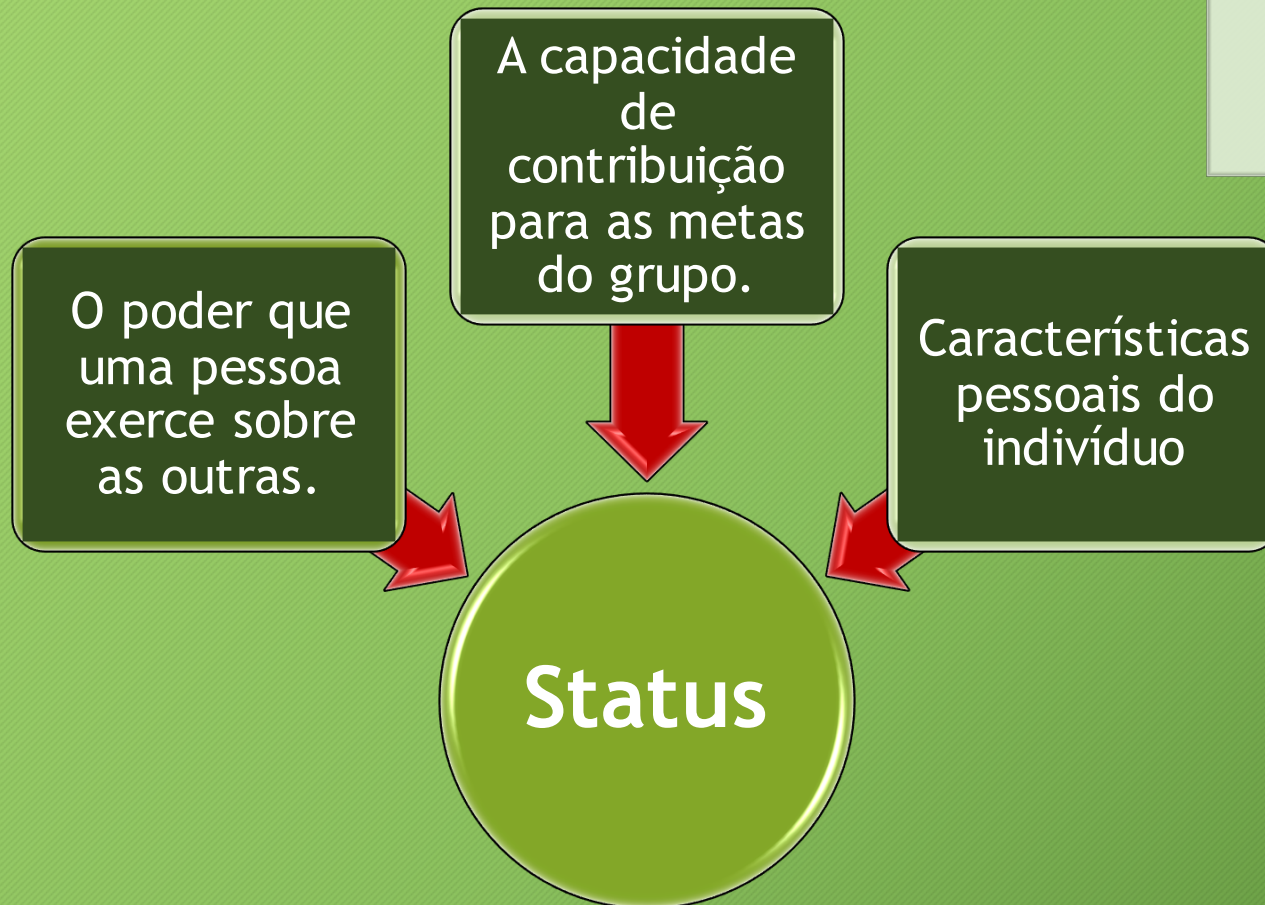 A capacidade
de
contribuição
para as metas
do grupo.
O poder que
uma pessoa
exerce sobre
as outras.
Características
pessoais do
indivíduo
Status